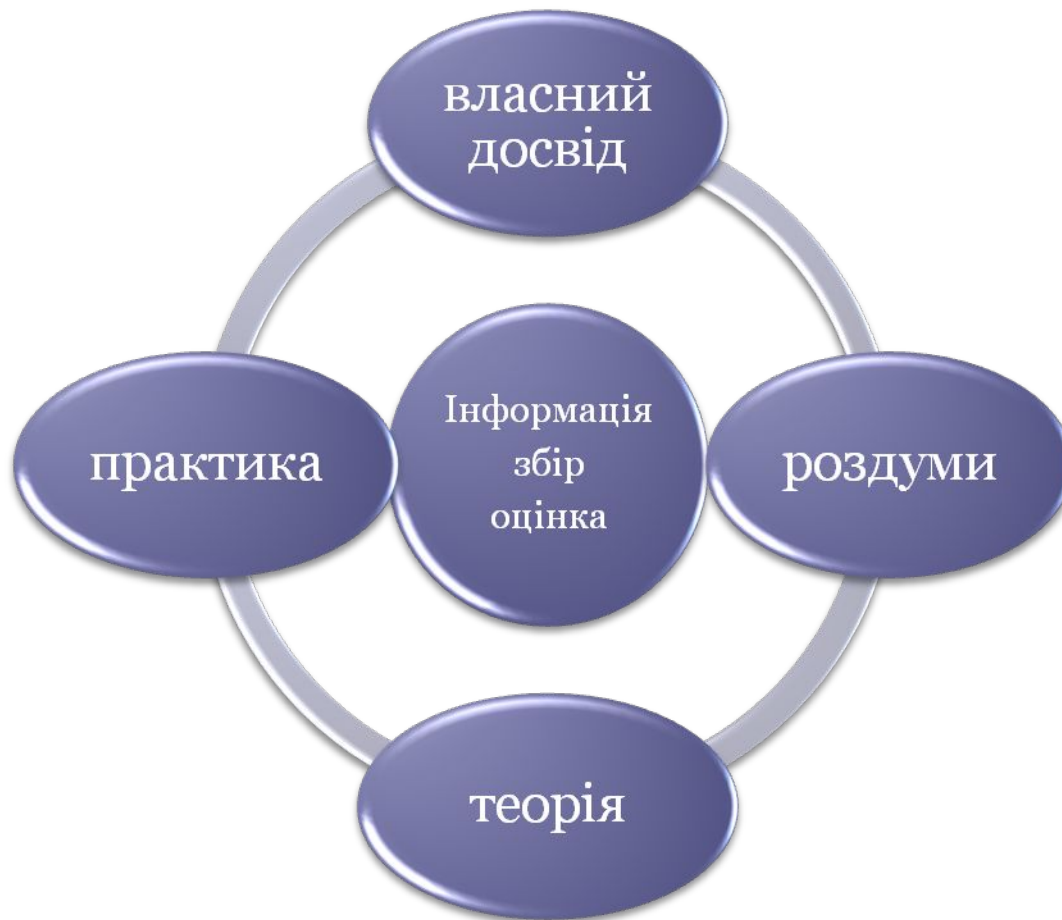 власний
досвід
практика
Інформація
збір
оцінка
роздуми
теорія